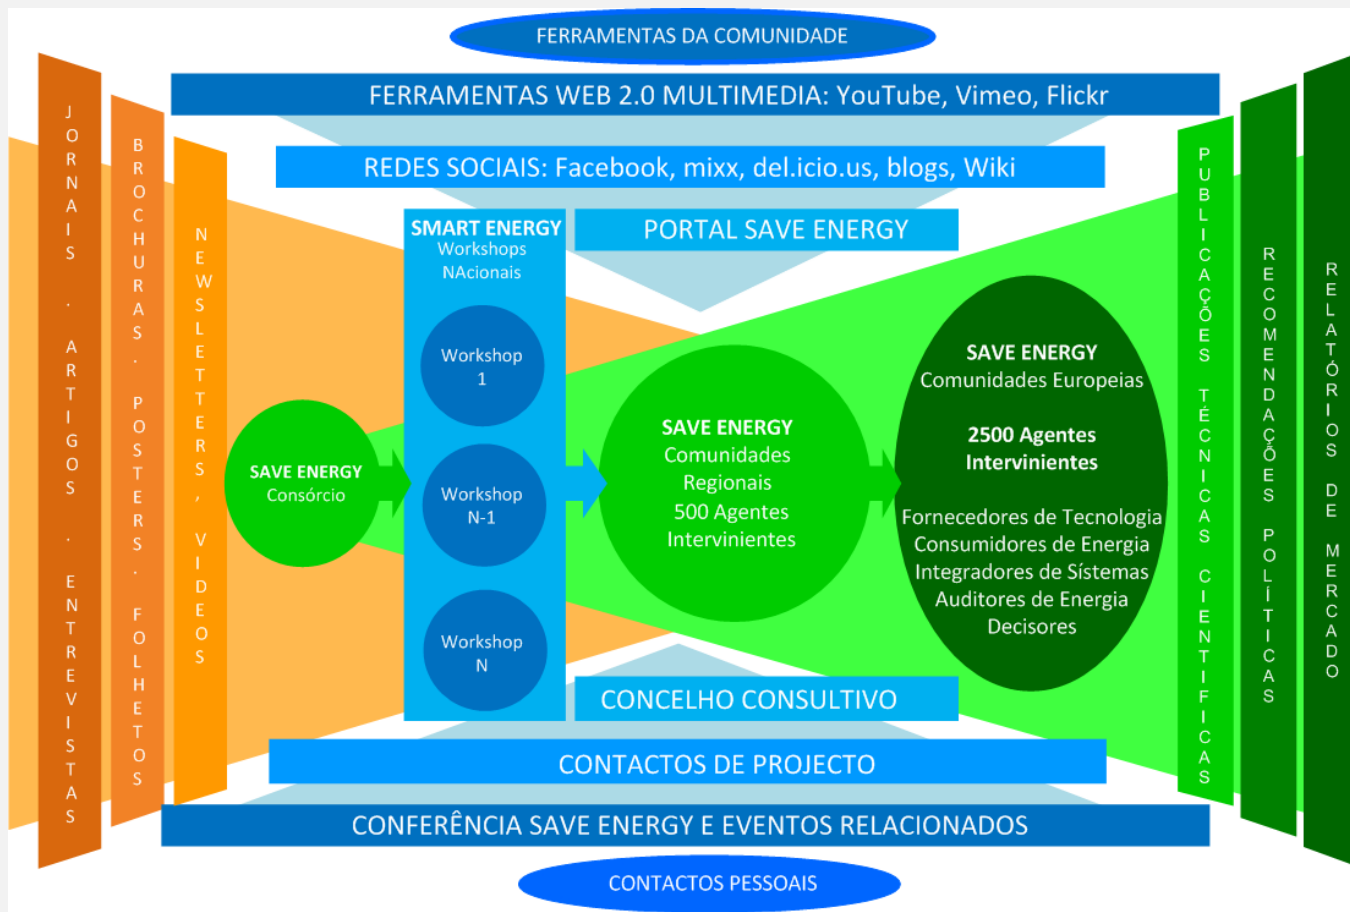 FERRAMENTAS DA COMUNIDADE
FERRAMENTAS WEB 2.0 MULTIMEDIA: YouTube, Vimeo, Flickr
REDES SOCIAIS: Facebook, mixx, del.icio.us, blogs, Wiki
PORTAL SAVE ENERGY
JORNAIS . ARTIGOS . ENTREVISTAS
BROCHURAS. POSTERS. FOLHETOS
NEWSLETTERS, VIDEOS
SAVE ENERGY
Consórcio
SMART ENERGY
Workshops
NAcionais
Workshop
1
Workshop
N-1
Workshop
N
SAVE ENERGY
Comunidades
Regionais
500 Agentes
Intervinientes
SAVE ENERGY
Comunidades Europeias
2500 Agentes
Intervinientes
Fornecedores de Tecnologia
Consumidores de Energia
Integradores de Sístemas
Auditores de Energia
Decisores
PUBLICAÇÕES TÉCNICAS CIENTIFICAS
RECOMENDAÇÕES POLÍTICAS
RELATÓRIOS DE MERCADO
CONCELHO CONSULTIVO
CONTACTOS DE PROJECTO
CONFERÊNCIA SAVE ENERGY E EVENTOS RELACIONADOS
CONTACTOS PESSOAIS